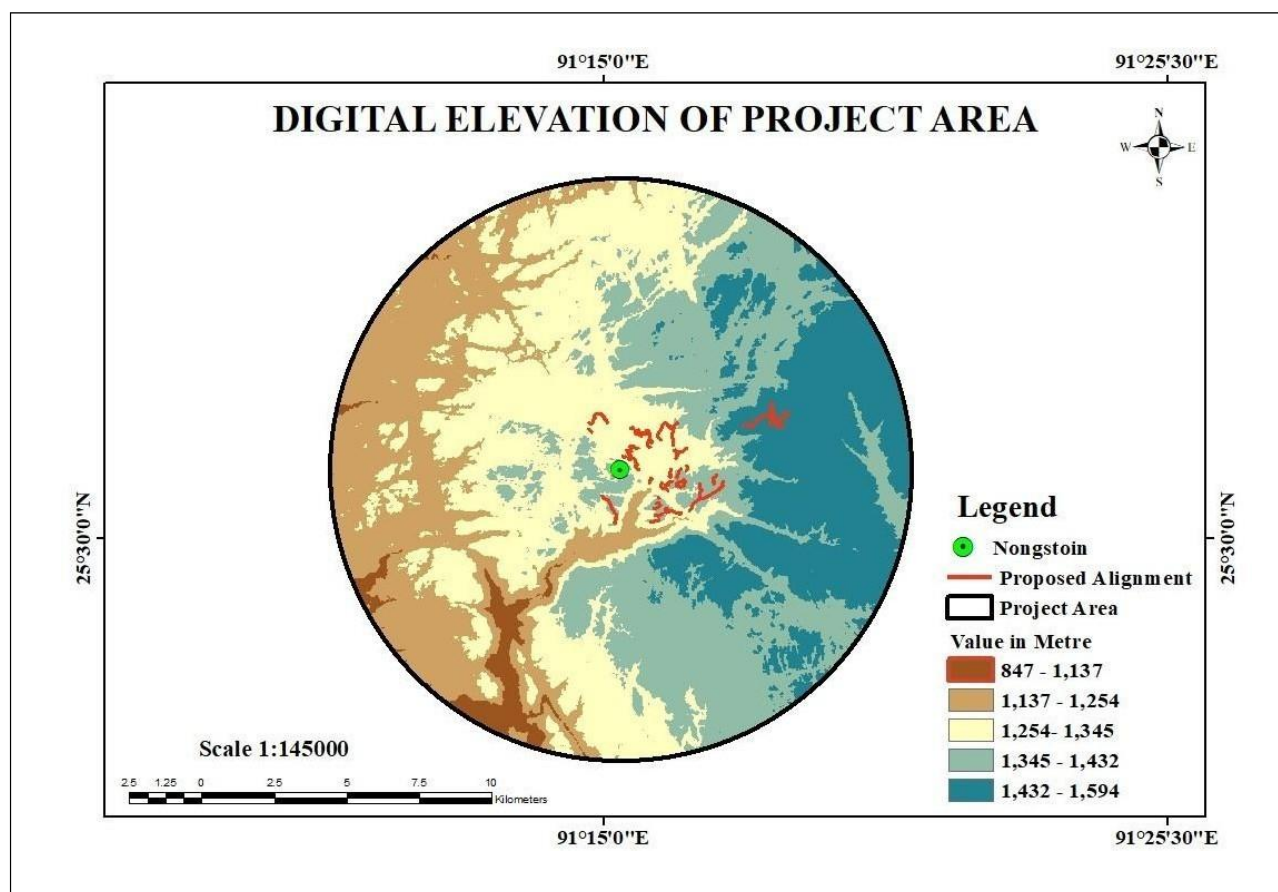 91°15'0"E 91°25'30"E
DIGITAL ELEVATION OF PROJECT AREA
N
W E
S
25°30'0"N
25°30'0"N
Legend
Nongstoin
Proposed Alignment
Project Area
Value in Metre
847 - 1,137
1,137 - 1,254
1,254- 1,345
1,345 - 1,432
1,432 - 1,594
Scale 1:145000
2.5 1.25 0 2.5 5 7.5 10
Kilometers
91°15'0"E 91°25'30"E